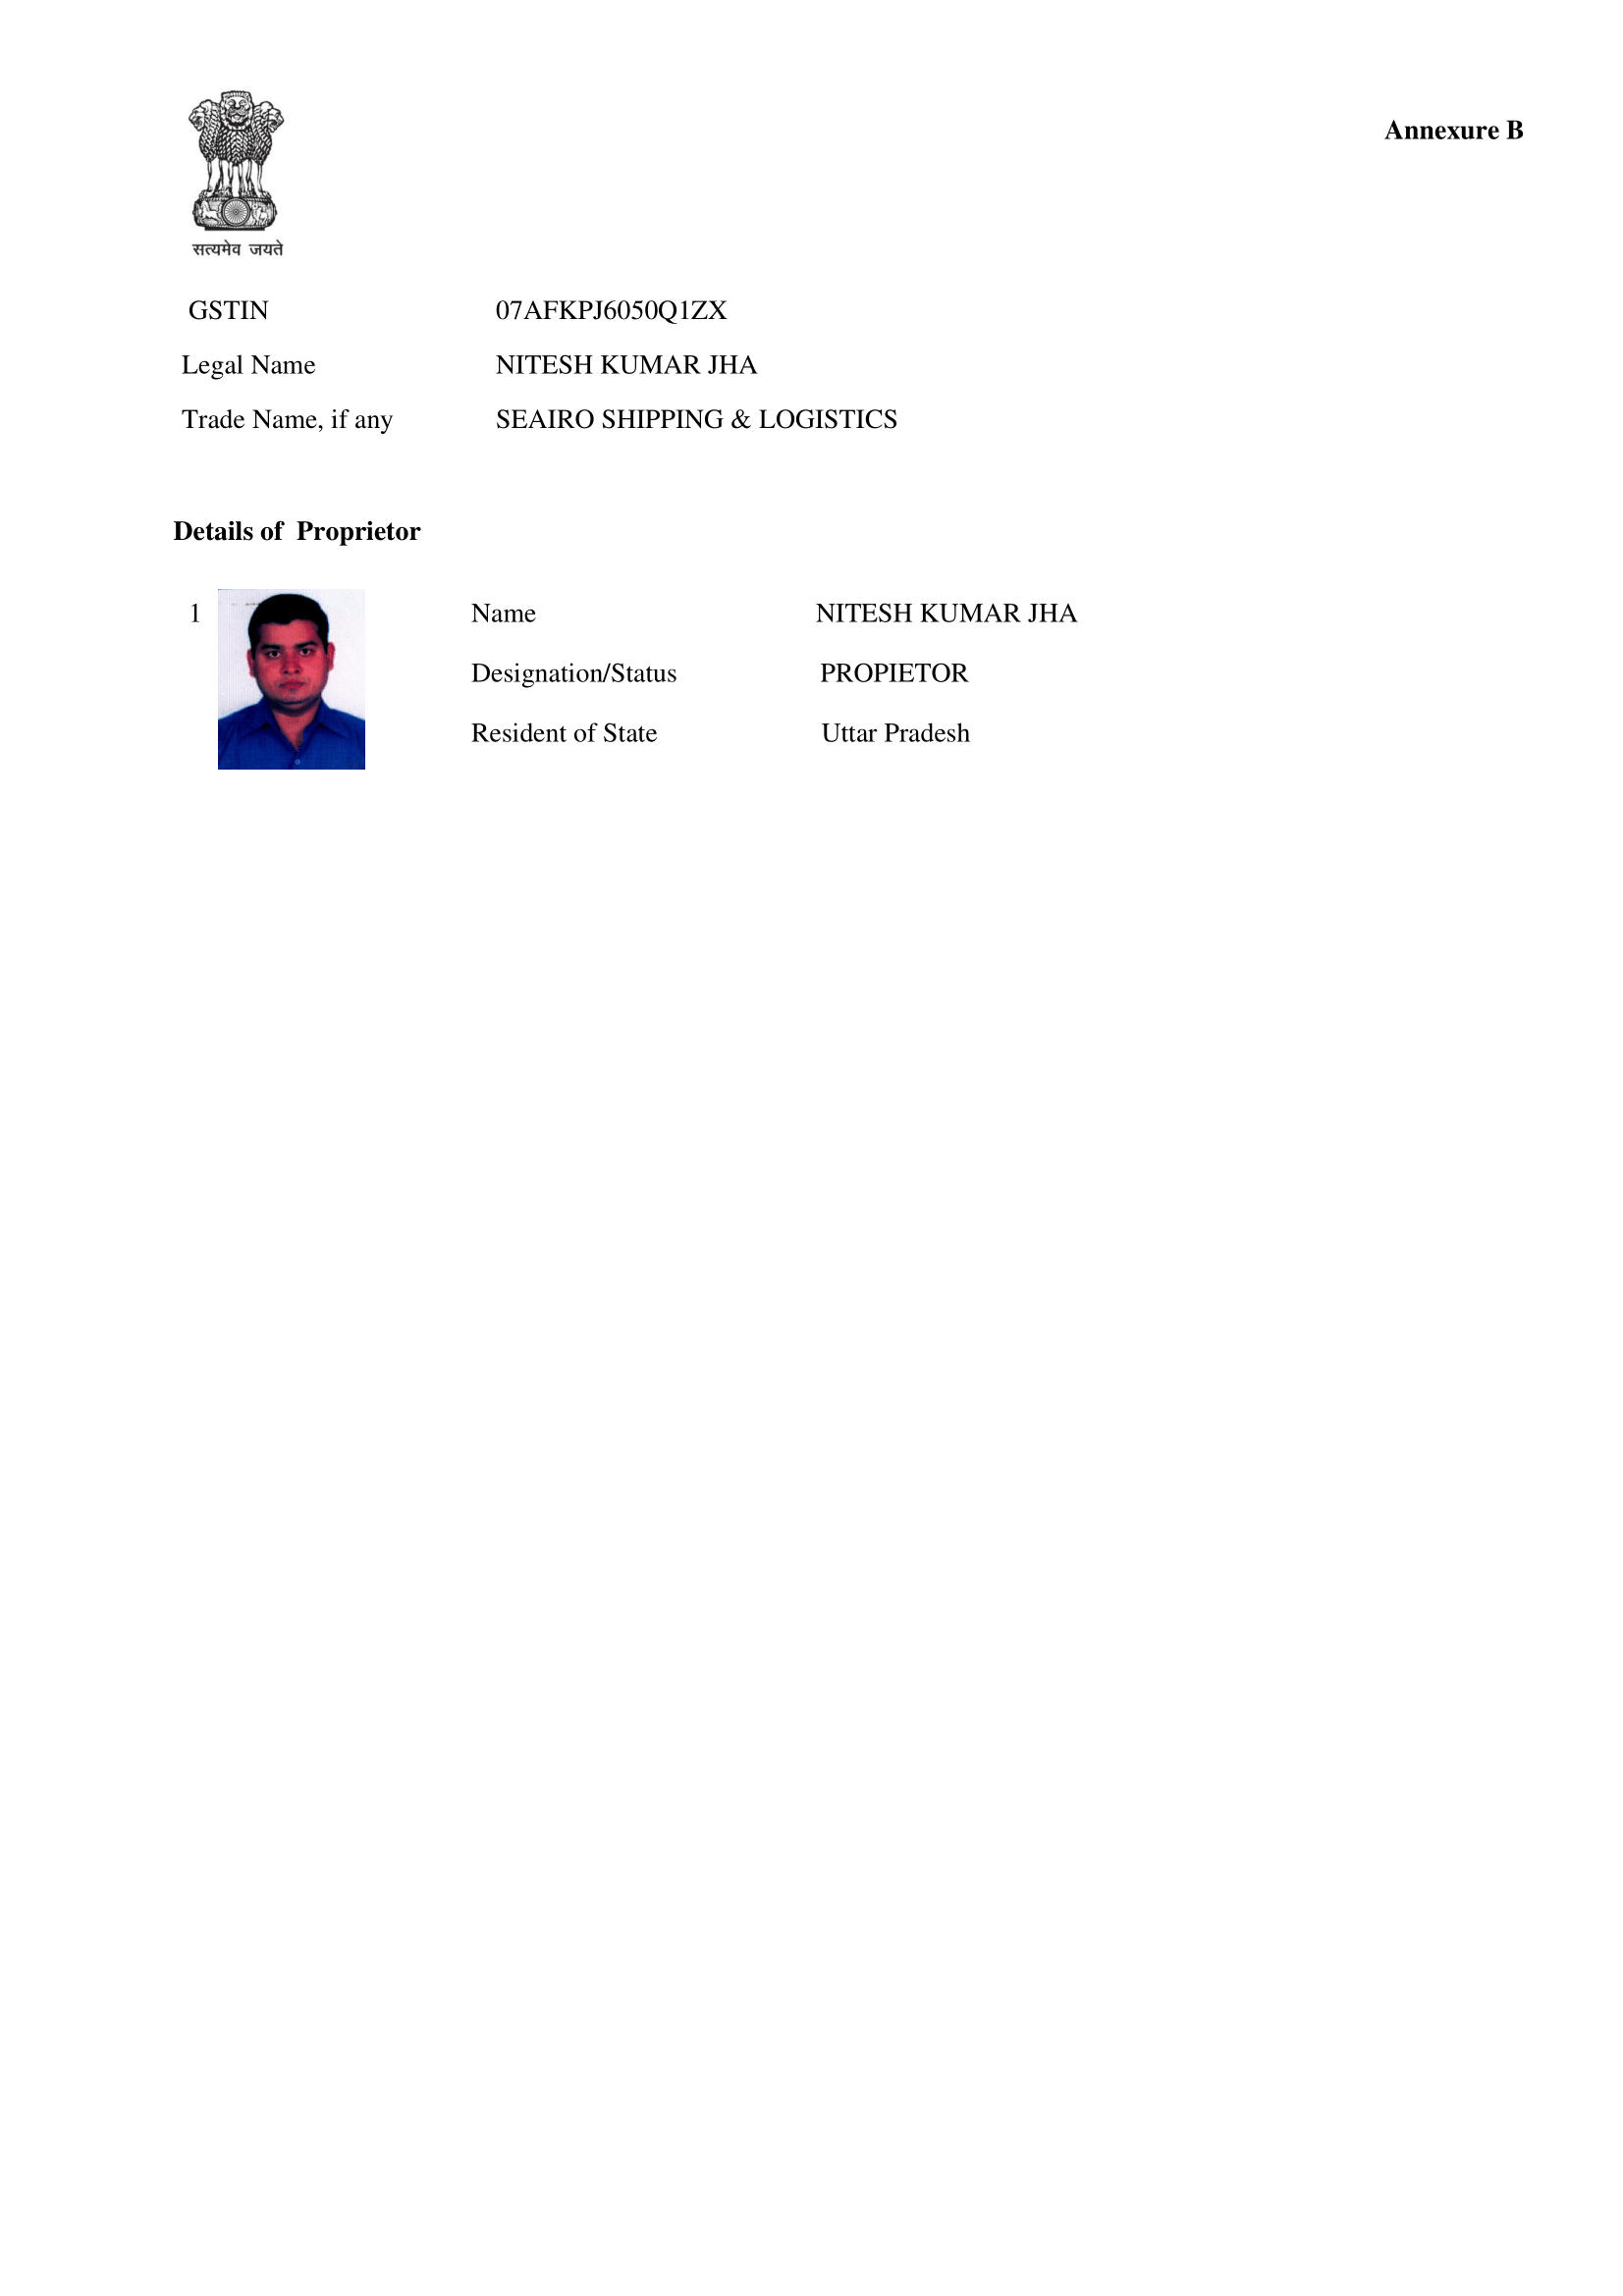 Annexure B
सत्यमेव जयते
GSTIN 07AFKPJ6050Q1ZX
Legal Name NITESH KUMAR JHA
Trade Name, if any SEAIRO SHIPPING & LOGISTICS
Details of Proprietor
1 Name NITESH KUMAR JHA
Designation/Status PROPIETOR
Resident of State Uttar Pradesh